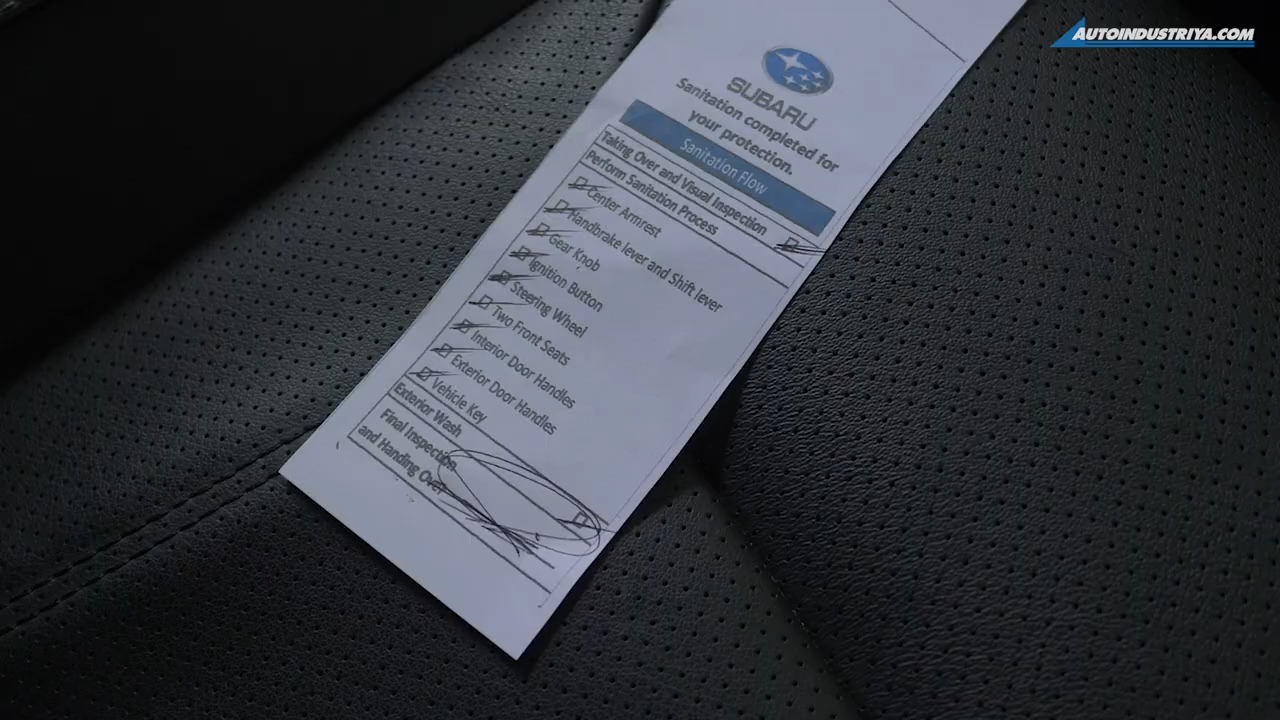 AUTOINDUSTRIYA.COM
SUBARU
Sanitation completed for
your protection.
Sanitation Flow
Taking Over and Visual Inspection
Perform Sanitation Process
Center Armrest
Handbrake lever and Shift lever
Gear Knob
Ignition Button
Steering Wheel
Two Front Seats
Interior Door Handles
Exterior Door Handles
Vehicle Key
Exterior Wash
Final Inspection
and Handing Over